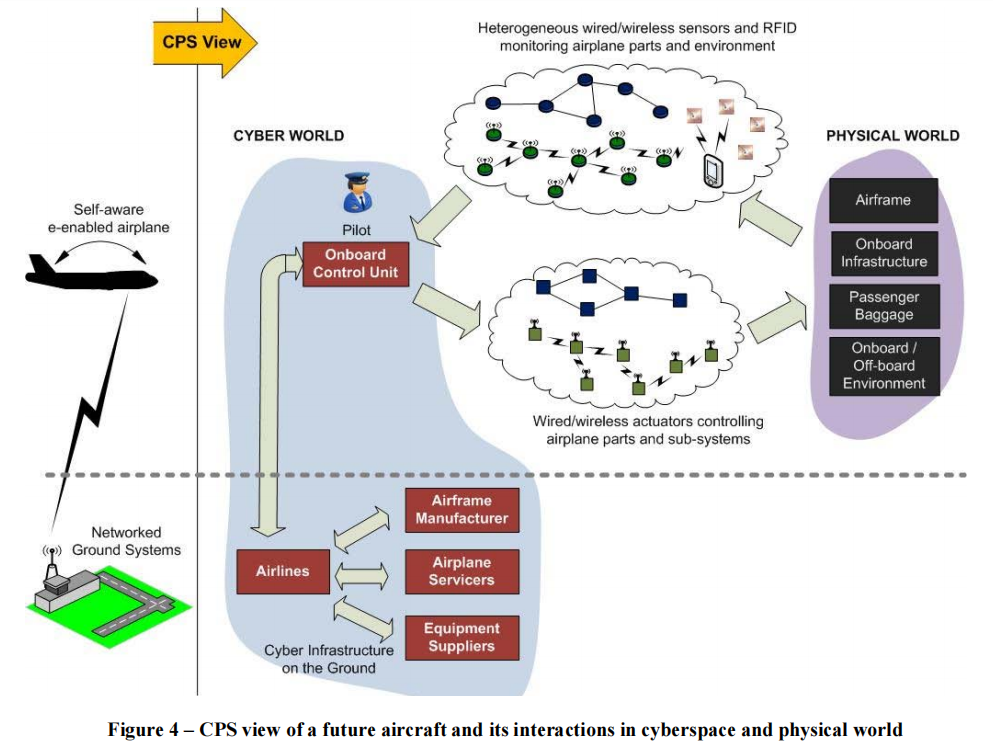 CPS View
Heterogeneous wired/wireless sensors and RFID
monitoring airplane parts and environment
CYBER WORLD
PHYSICAL WORLD
Self-aware
e-enabled airplane
Pilot
Onboard
Control Unit
Airframe
Onboard
Infrastructure
Passenger
Baggage
Onboard /
Off-board
Environment
Wired/wireless actuators controlling
airplane parts and sub-systems
Networked
Ground Systems
Airlines
Airframe
Manufacturer
Airplane
Servicers
Equipment
Suppliers
Cyber Infrastructure
on the Ground
Figure 4 – CPS view of a future aircraft and its interactions in cyberspace and physical world